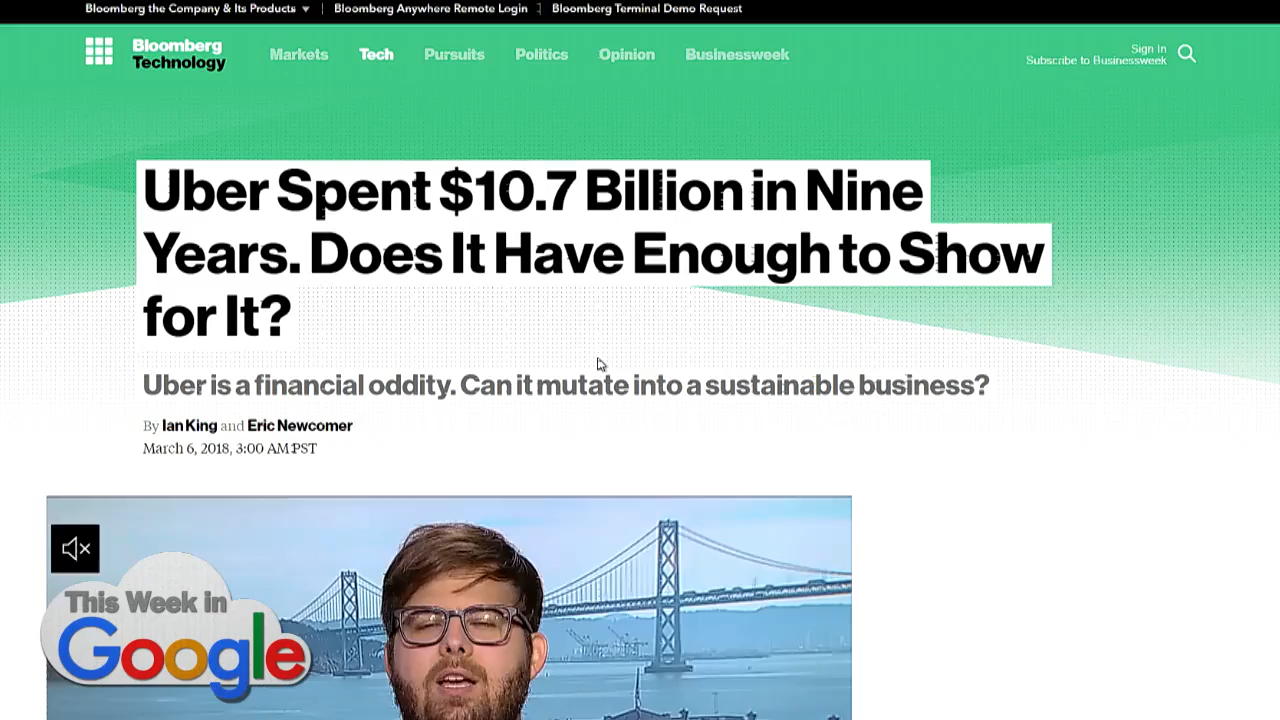 Bloomberg the Company & Its Products
Bloomberg Anywhere Remote Login
Bloomberg Terminal Demo Request
Bloomberg
Technology
Markets
Tech
Pursuits
Politics
Opinion
Businessweek
Sign In
Subscribe to Businessweek
Uber Spent $10.7 Billion in Nine
Years. Does It Have Enough to Show
for It?
Uber is a financial oddity. Can it mutate into a sustainable business?
By Ian King and Eric Newcomer
March 6, 2018, 3:00 AM PST
This Week in
Google